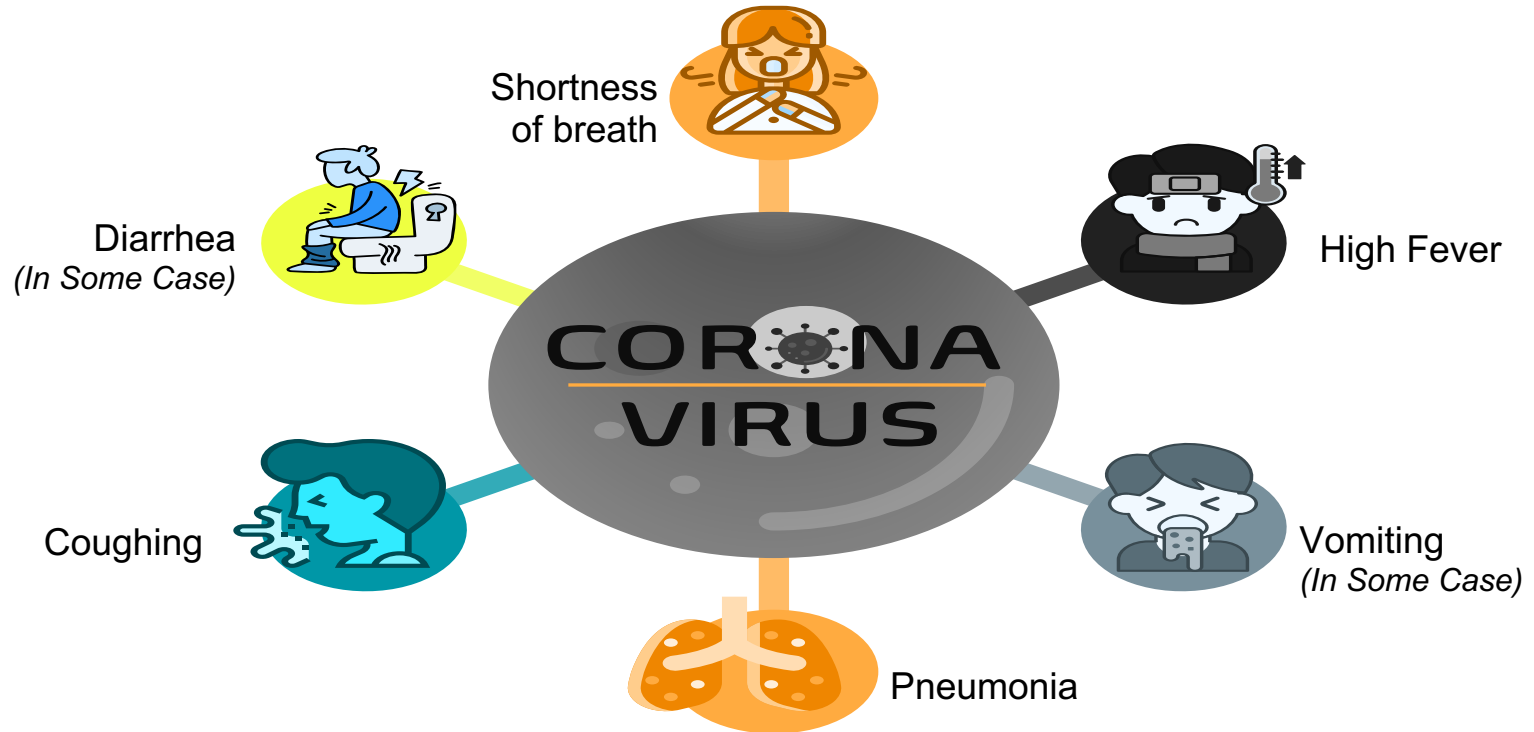 Shortness
of breath
High Fever
Vomiting
(In Some Case)
Pneumonia
Coughing
Diarrhea
(In Some Case)
CORONA
VIRUS